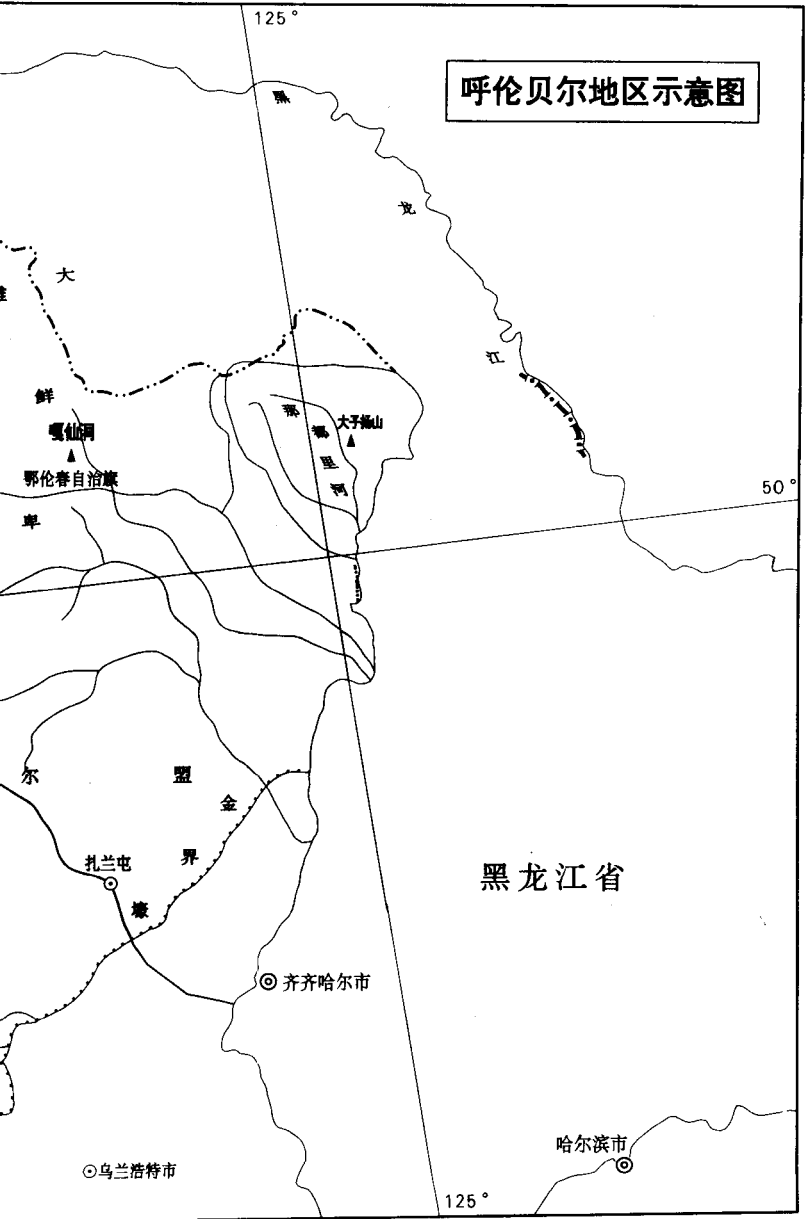 125°
呼伦贝尔地区示意图
黑
龙
江
大
鲜
嘎仙洞
鄂伦春自治旗
卑
那
都
里
河
大子杨山
50°
尔
盟
金
界
壕
扎兰屯
黑龙江省
齐齐哈尔市
乌兰浩特市
哈尔滨市
125°